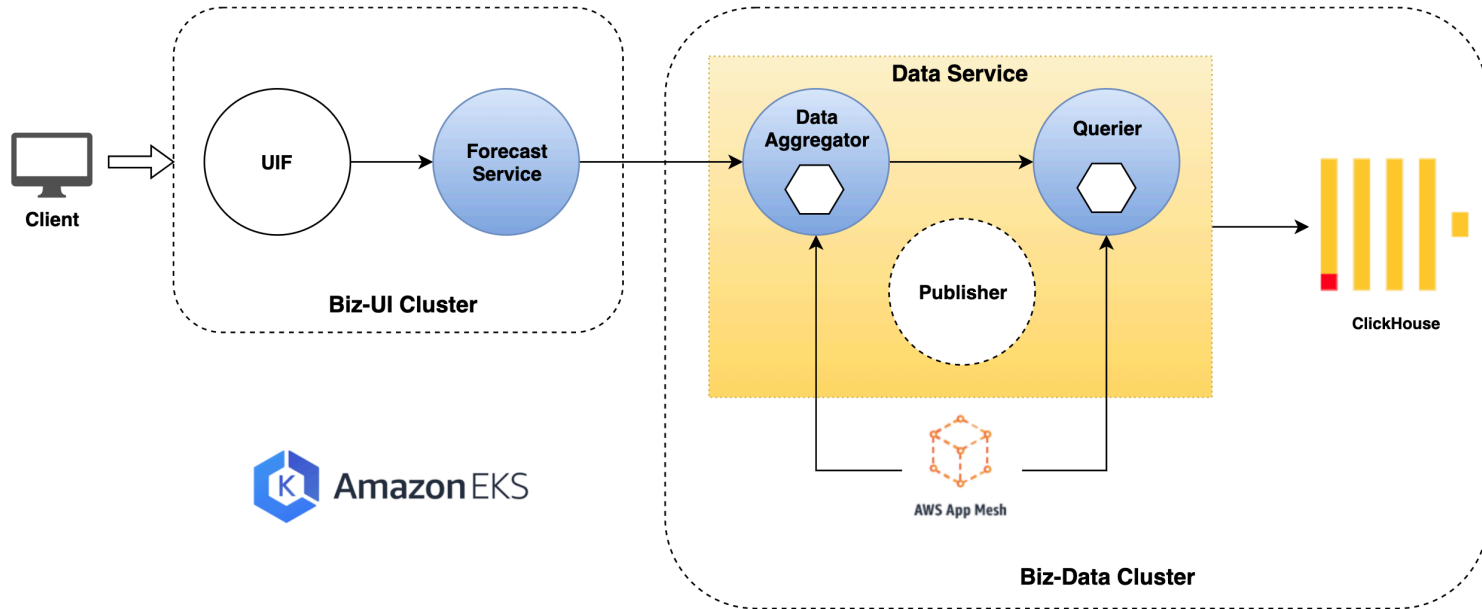 Client
UIF
Forecast
Service
Biz-UI Cluster
K
Amazon EKS
Data Service
Data
Aggregator
Querier
Publisher
AWS App Mesh
Biz-Data Cluster
ClickHouse